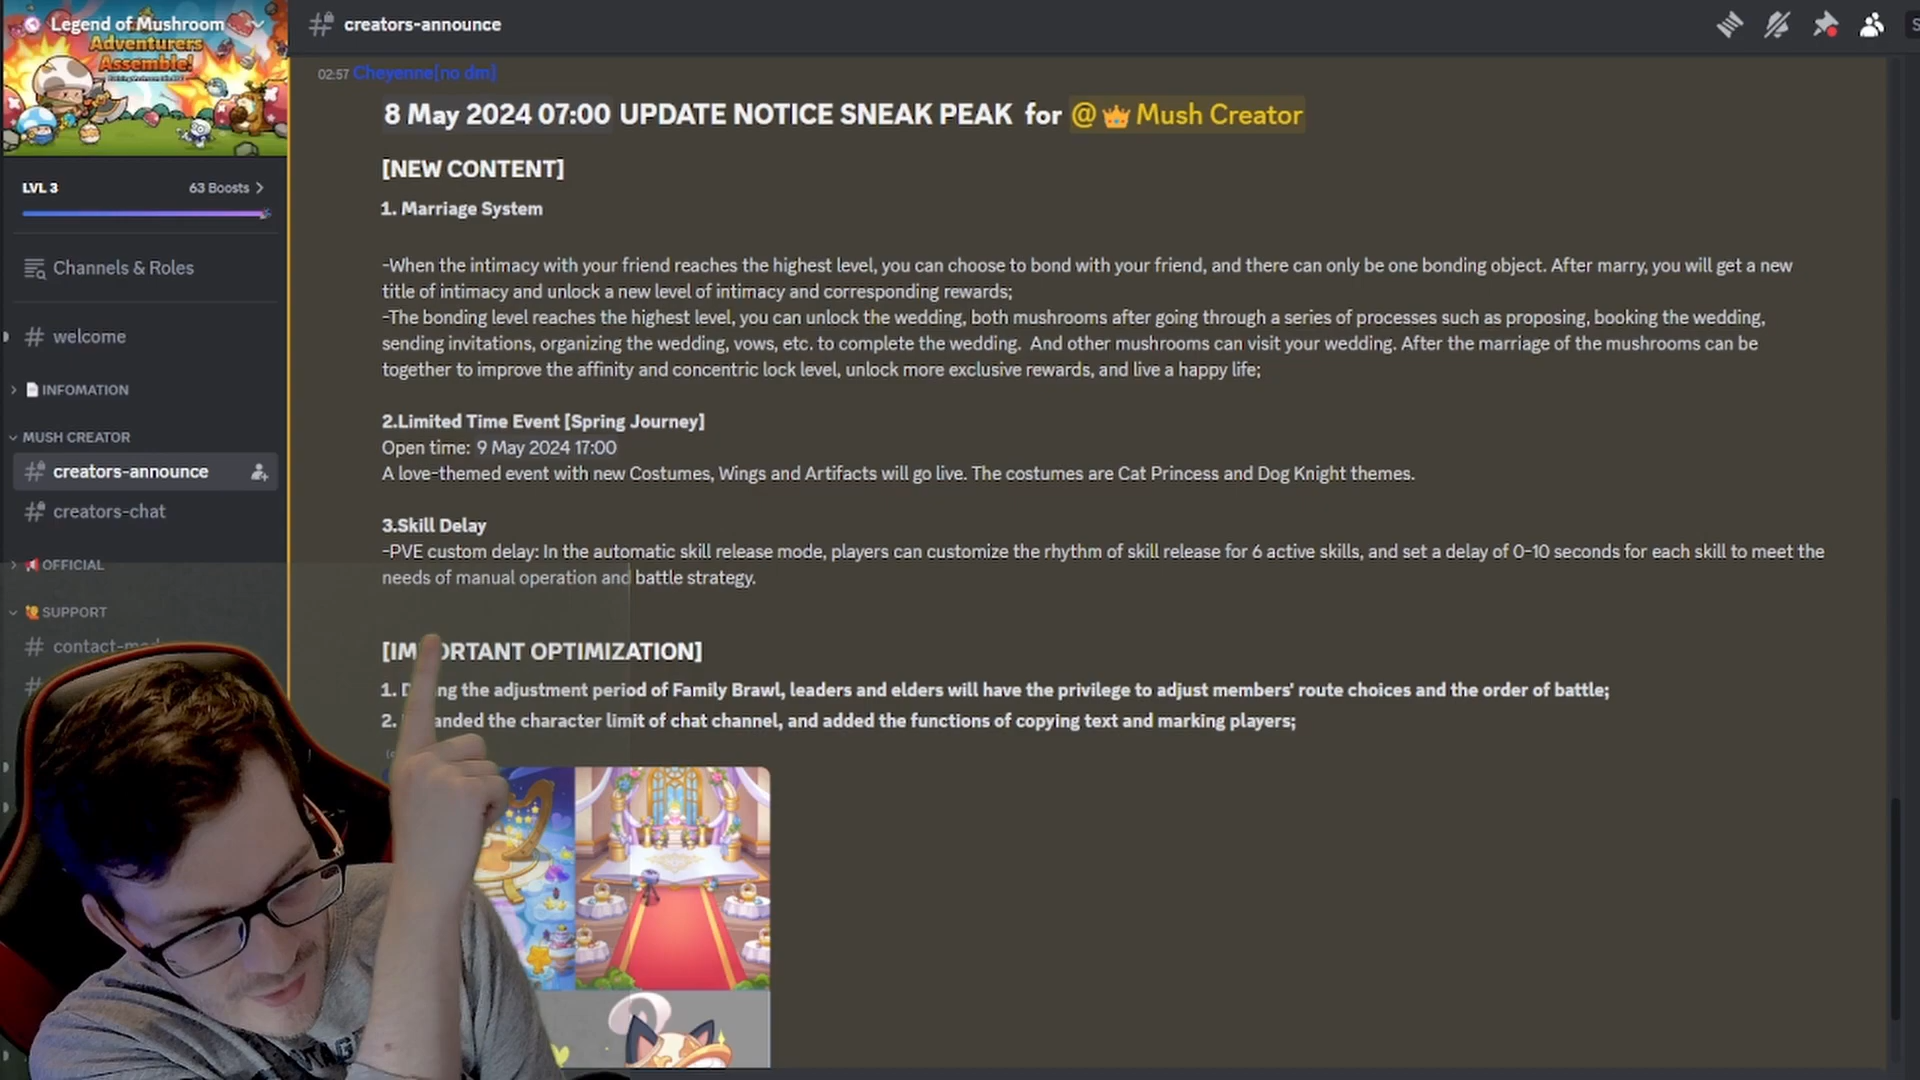 Legend of Mushroom
Adventurers
Assemble!
LVL 3
63 Boosts
Channels & Roles
welcome
INFOMATION
MUSH CREATOR
creators-announce
creators-chat
OFFICIAL
SUPPORT
creators-announce
02:57 Cheyenne[no dm]
8 May 2024 07:00 UPDATE NOTICE SNEAK PEAK for @ Mush Creator
[NEW CONTENT]
1. Marriage System
-When the intimacy with your friend reaches the highest level, you can choose to bond with your friend, and there can only be one bonding object. After marry, you will get a new
title of intimacy and unlock a new level of intimacy and corresponding rewards;
-The bonding level reaches the highest level, you can unlock the wedding, both mushrooms after going through a series of processes such as proposing, booking the wedding,
sending invitations, organizing the wedding, vows, etc. to complete the wedding. And other mushrooms can visit your wedding. After the marriage of the mushrooms can be
together to improve the affinity and concentric lock level, unlock more exclusive rewards, and live a happy life;
2.Limited Time Event [Spring Journey]
Open time: 9 May 2024 17:00
A love-themed event with new Costumes, Wings and Artifacts will go live. The costumes are Cat Princess and Dog Knight themes.
3.Skill Delay
-PVE custom delay: In the automatic skill release mode, players can customize the rhythm of skill release for 6 active skills, and set a delay of 0-10 seconds for each skill to meet the
needs of manual operation and battle strategy.
[IMPORTANT OPTIMIZATION]
1. the adjustment period of Family Brawl, leaders and elders will have the privilege to adjust members' route choices and the order of battle;
2. the character limit of chat channel, and added the functions of copying text and marking players;